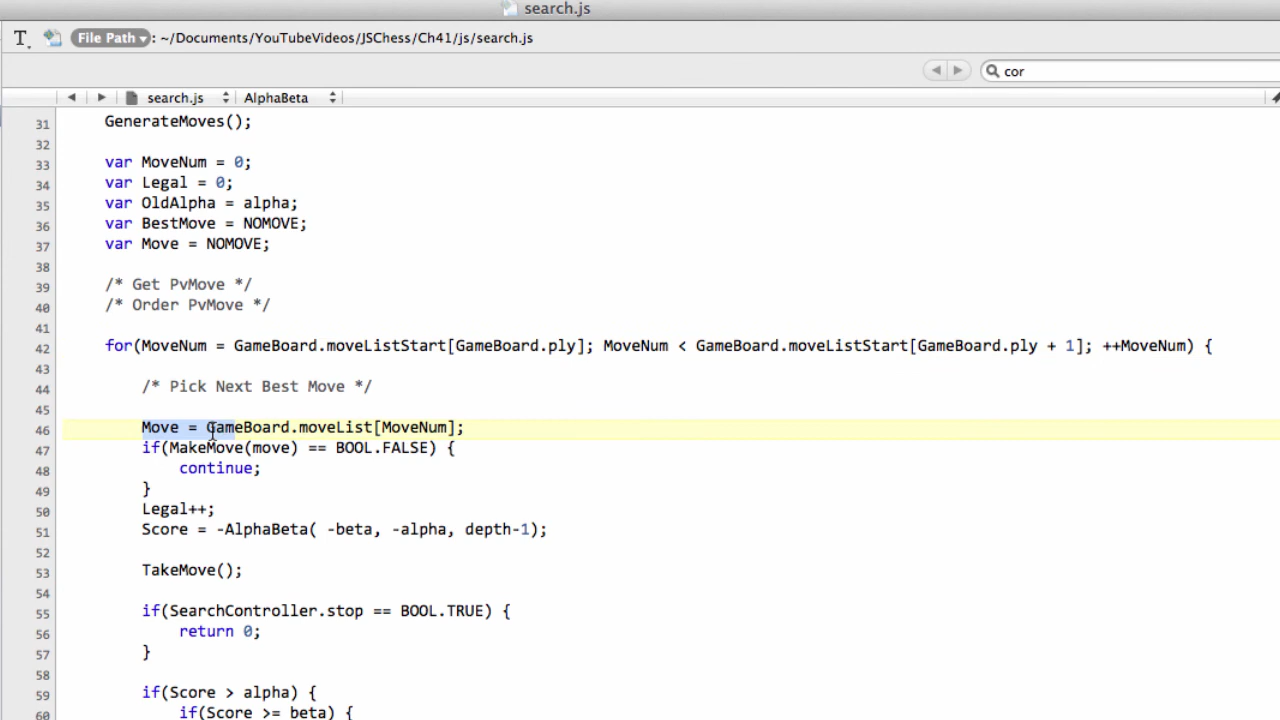 search.js
T File Path : ~/Documents/YouTubeVideos/JSChess/Ch41/js/search.js
cor
search.js AlphaBeta
31 GenerateMoves();
32
33 var MoveNum = 0;
34 var Legal = 0;
35 var OldAlpha = alpha;
36 var BestMove = NOMOVE;
37 var Move = NOMOVE;
38
39 /* Get PvMove */
40 /* Order PvMove */
41
42 for(MoveNum = GameBoard.moveListStart[GameBoard.ply]; MoveNum < GameBoard.moveListStart[GameBoard.ply + 1]; ++MoveNum) {
43
44 /* Pick Next Best Move */
45
46 Move = GameBoard.moveList[MoveNum];
47 if(MakeMove(move) == BOOL.FALSE) {
48 continue;
49 }
50 Legal++;
51 Score = -AlphaBeta( -beta, -alpha, depth-1);
52
53 TakeMove();
54
55 if(SearchController.stop == BOOL.TRUE) {
56 return 0;
57 }
58
59 if(Score > alpha) {
60 if(Score >= beta) {